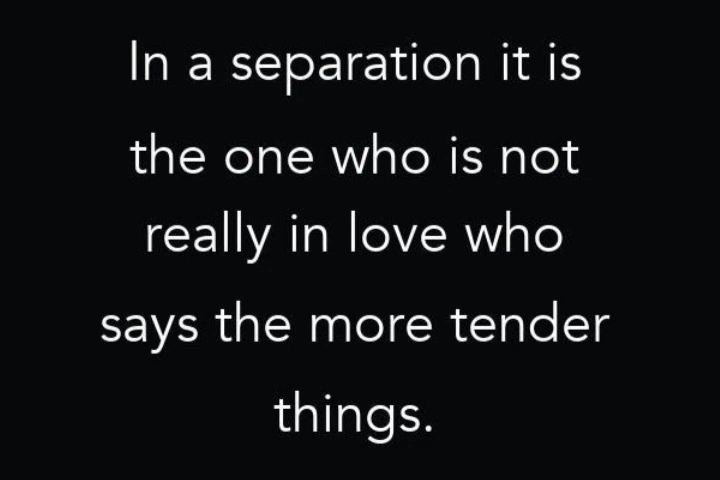 In a separation it is
the one who is not
really in love who
says the more tender
things.